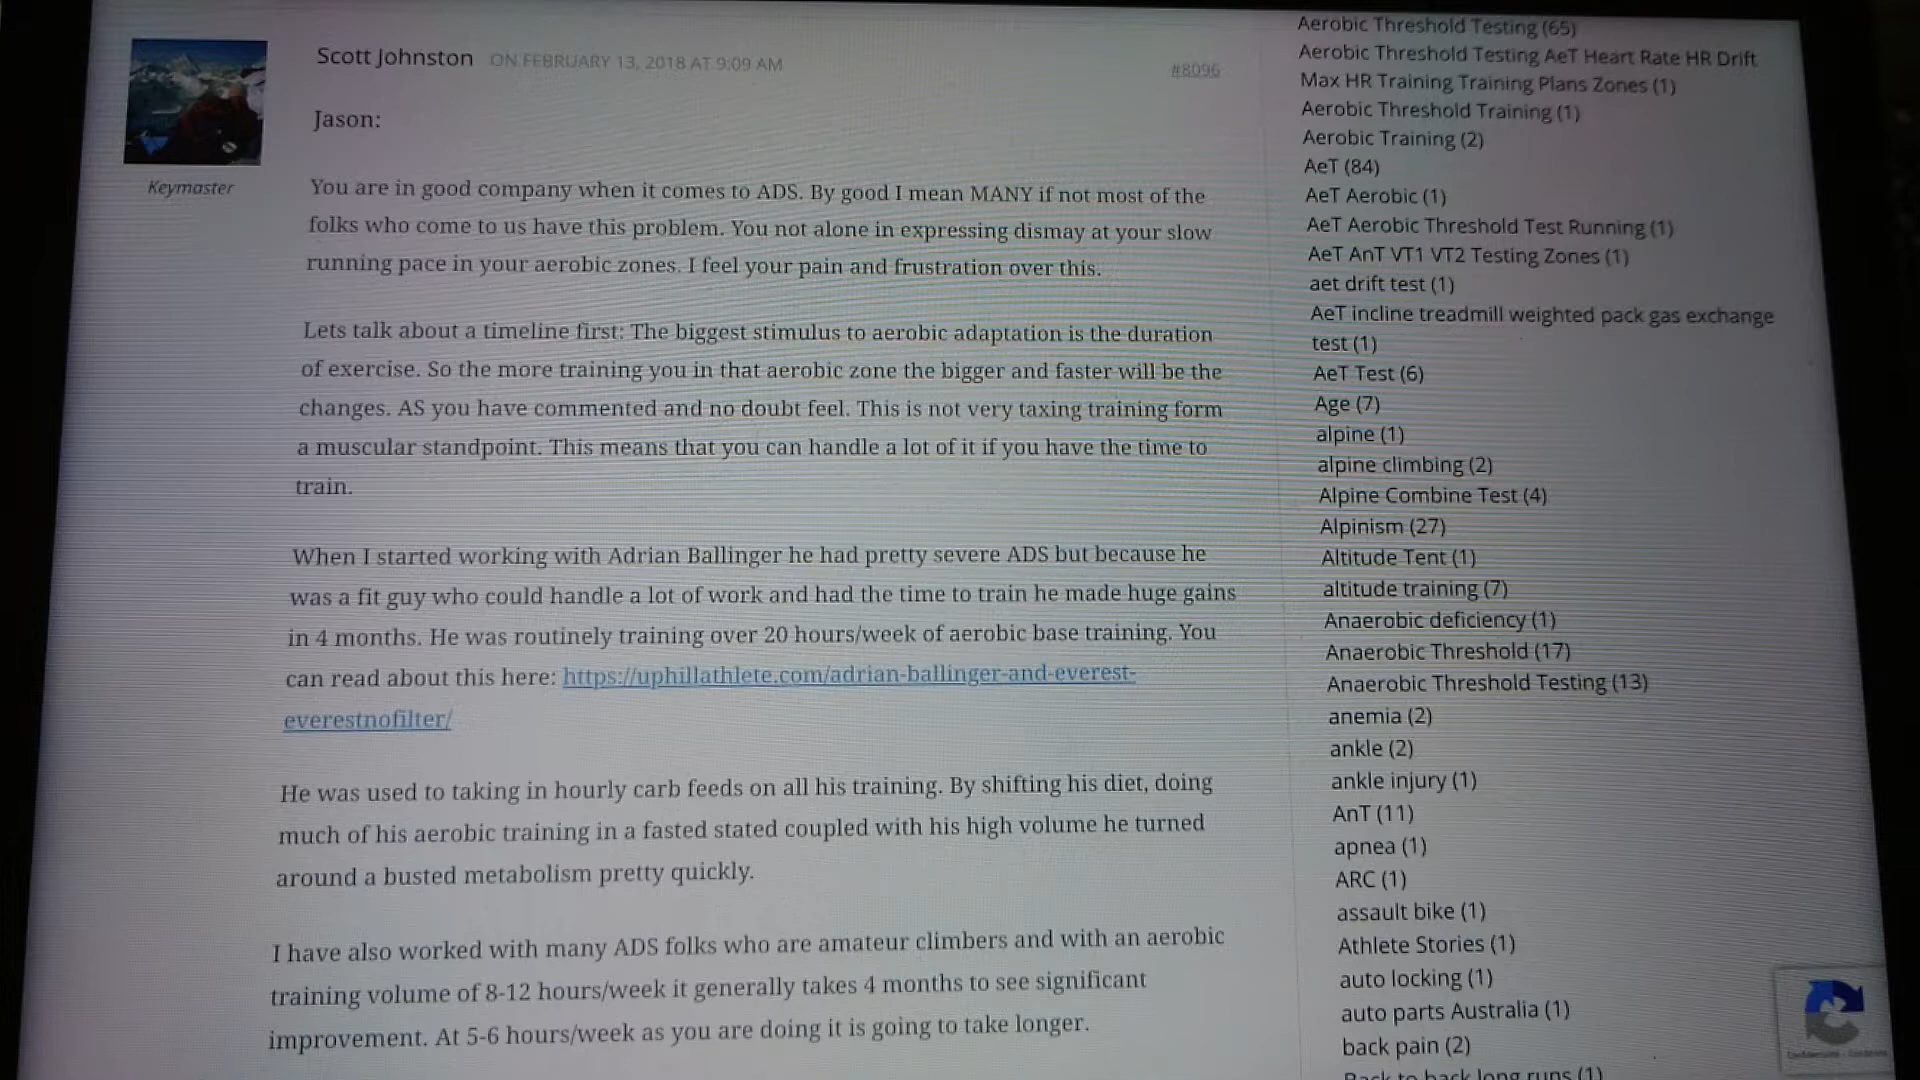 Scott Johnston ON FEBRUARY 13, 2018 AT 9:09 AM
#8096
Keymaster
Jason:
You are in good company when it comes to ADS. By good I mean MANY if not most of the
folks who come to us have this problem. You not alone in expressing dismay at your slow
running pace in your aerobic zones. I feel your pain and frustration over this.
Lets talk about a timeline first: The biggest stimulus to aerobic adaptation is the duration
of exercise. So the more training you in that aerobic zone the bigger and faster will be the
changes. AS you have commented and no doubt feel. This is not very taxing training form
a muscular standpoint. This means that you can handle a lot of it if you have the time to
train.
When I started working with Adrian Ballinger he had pretty severe ADS but because he
was a fit guy who could handle a lot of work and had the time to train he made huge gains
in 4 months. He was routinely training over 20 hours/week of aerobic base training. You
can read about this here: https://uphillathlete.com/adrian-ballinger-and-everest-
everestnofilter/
He was used to taking in hourly carb feeds on all his training. By shifting his diet, doing
much of his aerobic training in a fasted stated coupled with his high volume he turned
around a busted metabolism pretty quickly.
I have also worked with many ADS folks who are amateur climbers and with an aerobic
training volume of 8-12 hours/week it generally takes 4 months to see significant
improvement. At 5-6 hours/week as you are doing it is going to take longer.
Aerobic Threshold Testing (65)
Aerobic Threshold Testing AeT Heart Rate HR Drift
Max HR Training Training Plans Zones (1)
Aerobic Threshold Training (1)
Aerobic Training (2)
AeT (84)
AeT Aerobic (1)
AeT Aerobic Threshold Test Running (1)
AeT AnT VT1 VT2 Testing Zones (1)
aet drift test (1)
AeT incline treadmill weighted pack gas exchange
test (1)
AeT Test (6)
Age (7)
alpine (1)
alpine climbing (2)
Alpine Combine Test (4)
Alpinism (27)
Altitude Tent (1)
altitude training (7)
Anaerobic deficiency (1)
Anaerobic Threshold (17)
Anaerobic Threshold Testing (13)
anemia (2)
ankle (2)
ankle injury (1)
AnT (11)
apnea (1)
ARC (1)
assault bike (1)
Athlete Stories (1)
auto locking (1)
auto parts Australia (1)
back pain (2)
Back to back long runs (1)